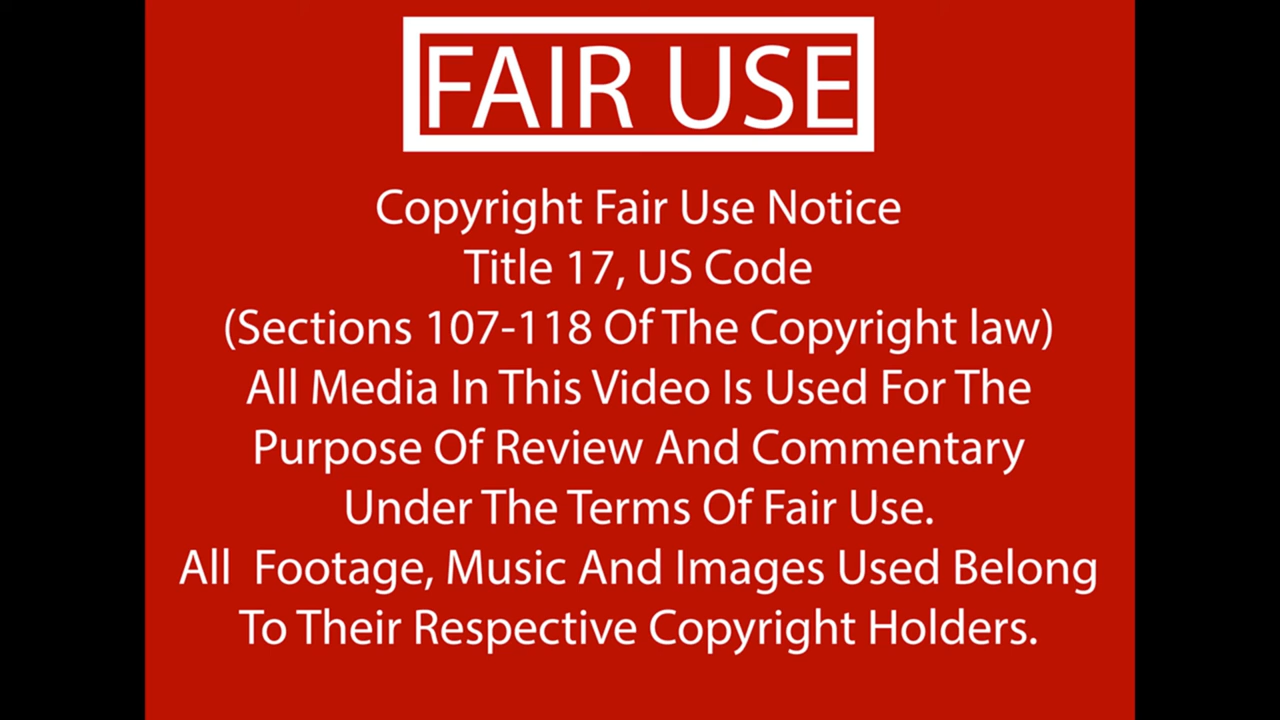 FAIR USE
Copyright Fair Use Notice
Title 17, US Code
(Sections 107-118 Of The Copyright law)
All Media In This Video Is Used For The
Purpose Of Review And Commentary
Under The Terms Of Fair Use.
All  Footage, Music And Images Used Belong
To Their Respective Copyright Holders.